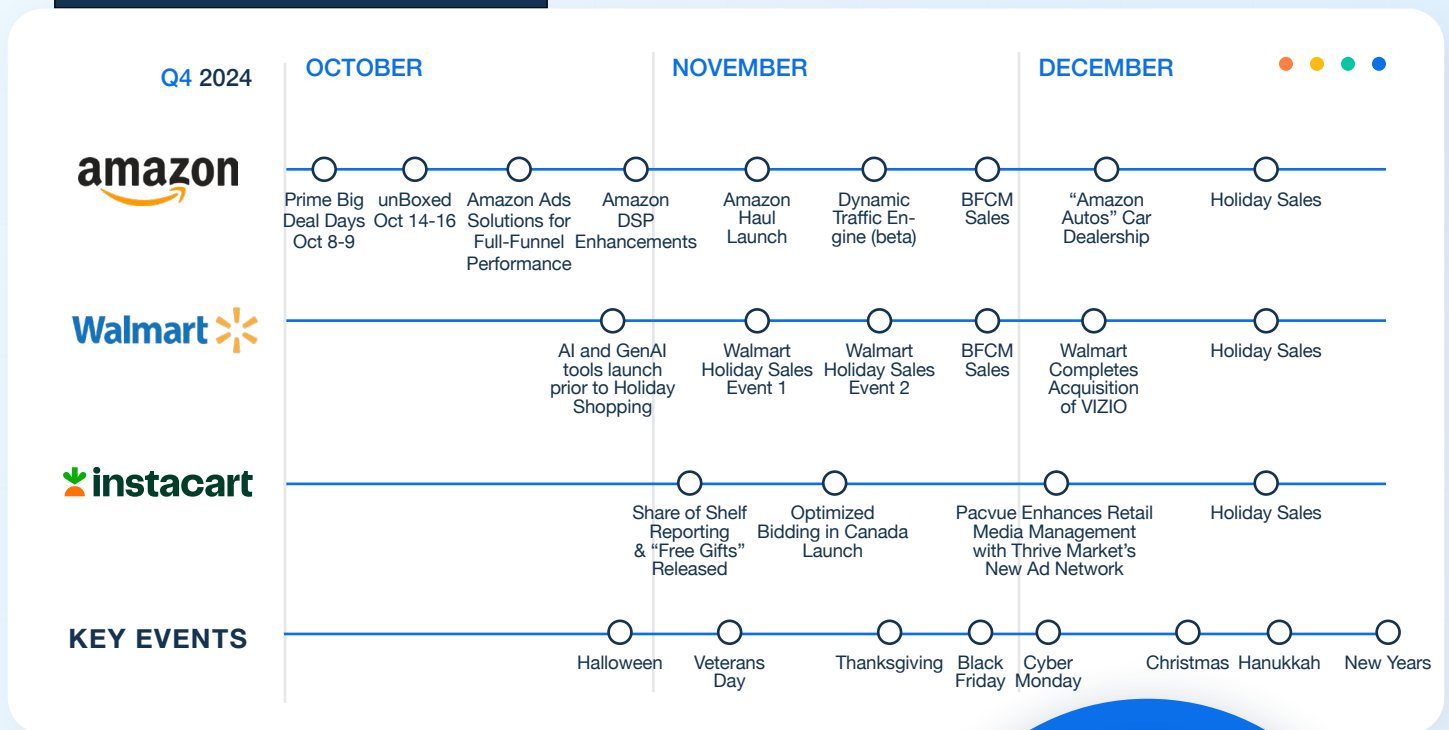 Q4 2024
OCTOBER
NOVEMBER
DECEMBER
amazon
Prime Big
Deal Days
Oct 8-9
unBoxed
Oct 14-16
Amazon Ads
Solutions for
Full-Funnel
Performance
Amazon
DSP
Enhancements
Amazon
Haul
Launch
Dynamic
Traffic En-
gine (beta)
BFCM
Sales
“Amazon
Autos” Car
Dealership
Holiday Sales
Walmart
AI and GenAI
tools launch
prior to Holiday
Shopping
Walmart
Holiday Sales
Event 1
Walmart
Holiday Sales
Event 2
BFCM
Sales
Walmart
Completes
Acquisition
of VIZIO
Holiday Sales
instacart
Share of Shelf
Reporting
& “Free Gifts”
Released
Optimized
Bidding in Canada
Launch
Pacvue Enhances Retail
Media Management
with Thrive Market’s
New Ad Network
Holiday Sales
KEY EVENTS
Halloween
Veterans
Day
Thanksgiving
Black
Friday
Cyber
Monday
Christmas
Hanukkah
New Years